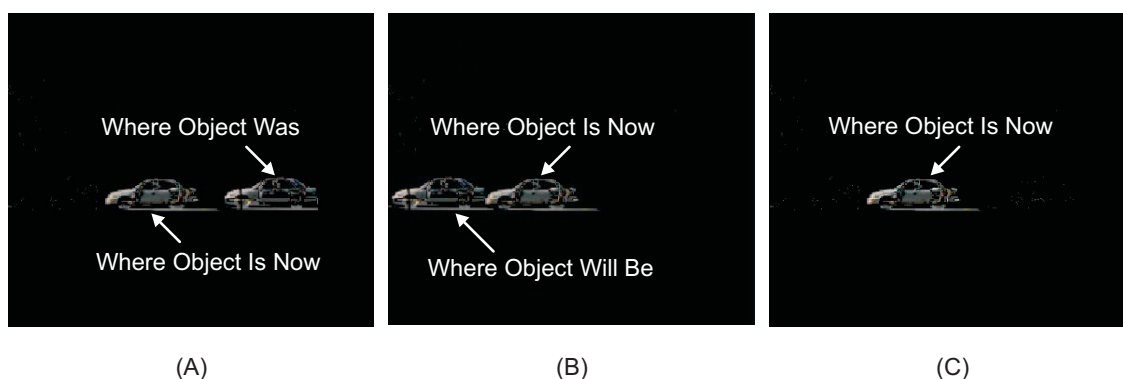 Where Object Was
Where Object Is Now
Where Object Is Now
Where Object Will Be
Where Object Is Now
(A)
(B)
(C)